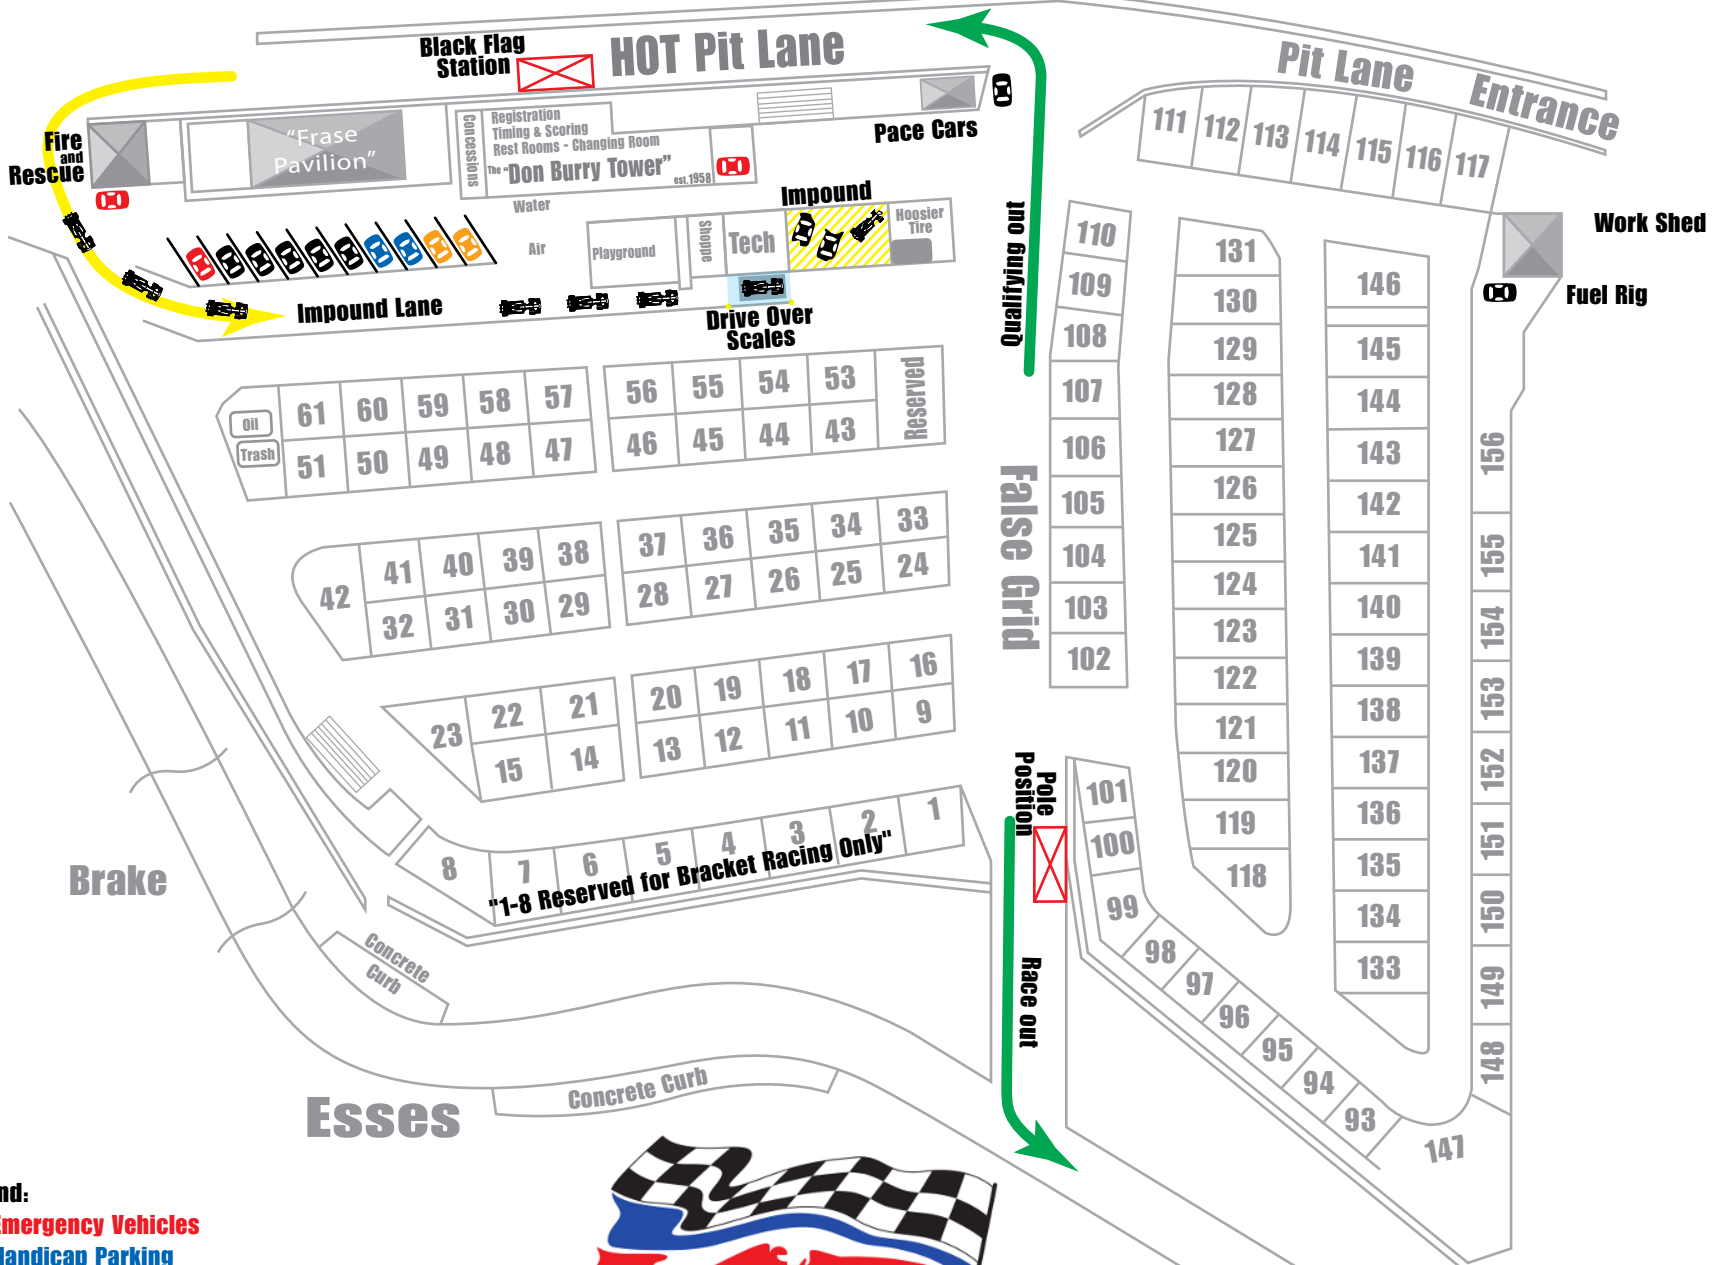 HOT Pit Lane
Black Flag
Station
Pit Lane
Entrance
Fire
and
Rescue
"Frase
Pavilion"
Concessions
Registration
Timing & Scoring
Rest Rooms - Changing Room
The "Don Burry Tower"
est.1958
Pace Cars
111
112
113
114
115
116
117
Work Shed
Fuel Rig
Water
Air
Playground
Shoppe
Tech
Impound
Hoosier
Tire
Impound Lane
Drive Over
Scales
Qualifying out
Oil
Trash
61
60
59
58
57
56
55
54
53
Reserved
51
50
49
48
47
46
45
44
43
42
41
40
39
38
37
36
35
34
33
32
31
30
29
28
27
26
25
24
23
22
21
20
19
18
17
16
15
14
13
12
11
10
9
8
7
6
5
4
3
2
1
"1-8 Reserved for Bracket Racing Only"
False Grid
Pole
Position
Race out
110
109
108
107
106
105
104
103
102
101
100
99
98
97
96
95
94
93
131
130
129
128
127
126
125
124
123
122
121
120
119
118
146
145
144
143
142
141
140
139
138
137
136
135
134
133
156
155
154
153
152
151
150
149
148
147
Brake
Concrete
Curb
Esses
Concrete Curb
nd:
Emergency Vehicles
Handicap Parking